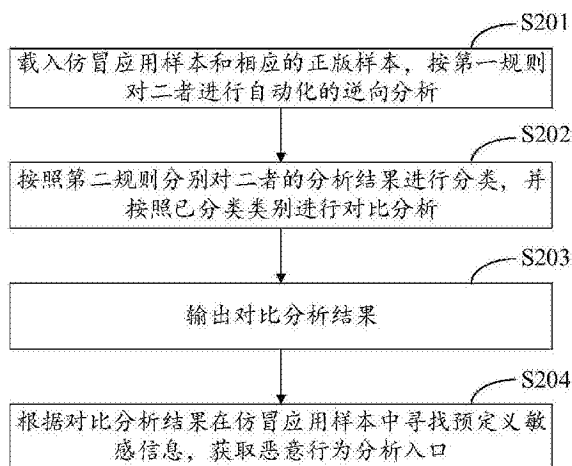 S201
载入仿冒应用样本和相应的正版样本，按第一规则
对二者进行自动化的逆向分析
S202
按照第二规则分别对二者的分析结果进行分类，并
按照已分类类别进行对比分析
S203
输出对比分析结果
S204
根据对比分析结果在仿冒应用样本中寻找预定义敏
感信息，获取恶意行为分析入口